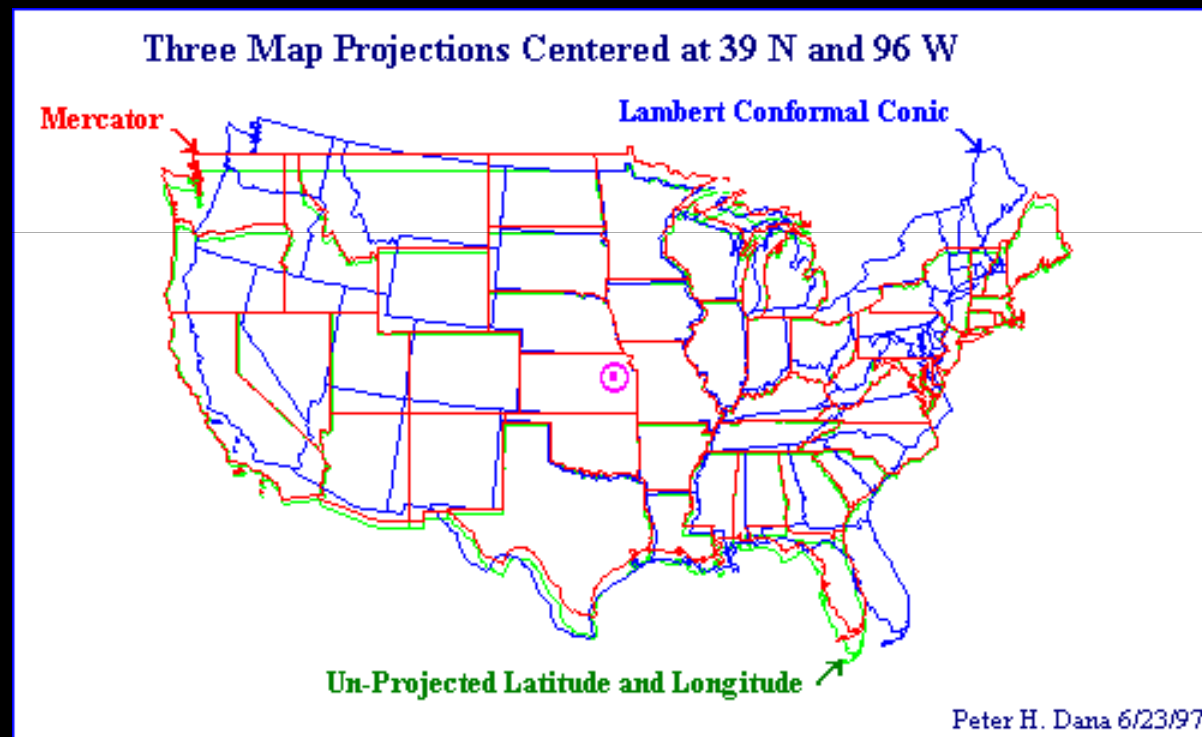 Three Map Projections Centered at 39 N and 96 W
Mercator
Lambert Conformal Conic
Un-Projected Latitude and Longitude
Peter H. Dana 6/23/97